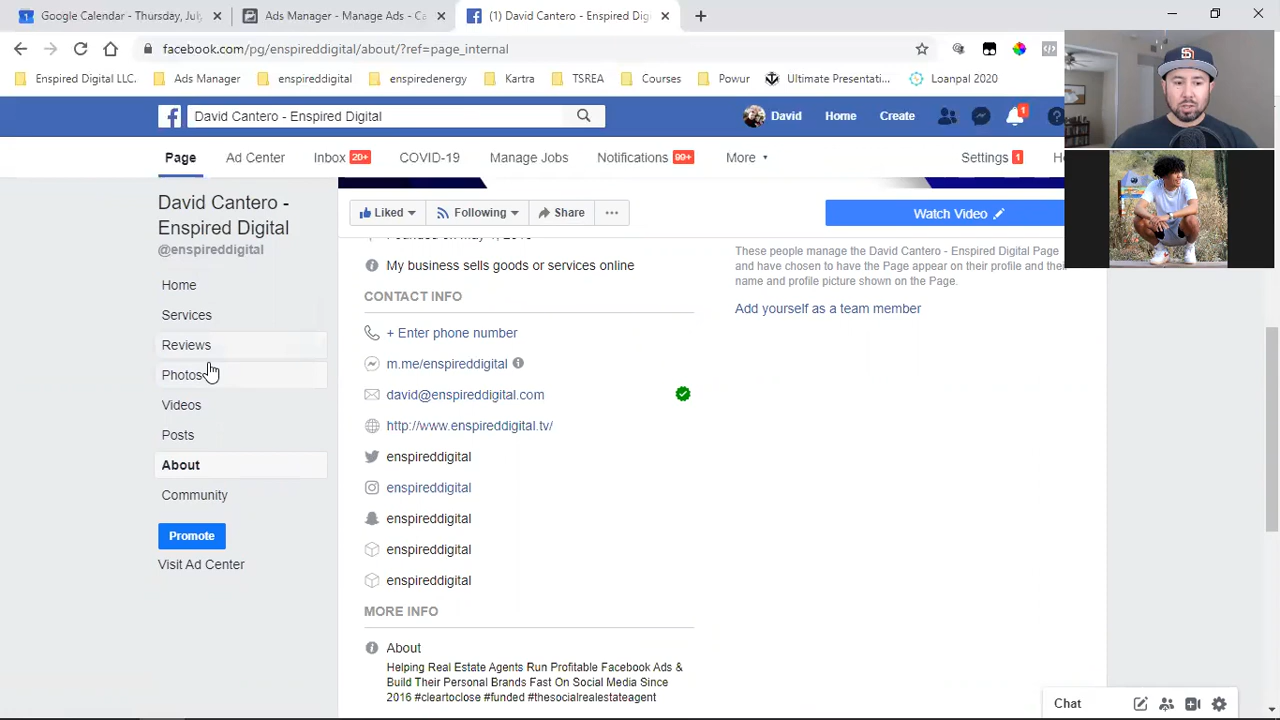 Google Calendar - Thursday, July
Ads Manager - Manage Ads - Ca
(1) David Cantero - Enspired Digi
facebook.com/pg/enspireddigital/about/?ref=page_internal
Enspired Digital LLC.
Ads Manager
enspireddigital
enspiredenergy
Kartra
TSREA
Courses
Powur
Ultimate Presentati...
Loanpal 2020
David Cantero - Enspired Digital
David
Home
Create
1
Page
Ad Center
Inbox 20+
COVID-19
Manage Jobs
Notifications 99+
More
Settings 1
David Cantero -
Enspired Digital
@enspireddigital
Home
Services
Reviews
Photos
Videos
Posts
About
Community
Promote
Visit Ad Center
Liked
Following
Share
Watch Video
My business sells goods or services online
CONTACT INFO
+ Enter phone number
m.me/enspireddigital
david@enspireddigital.com
http://www.enspireddigital.tv/
enspireddigital
enspireddigital
enspireddigital
enspireddigital
enspireddigital
MORE INFO
About
Helping Real Estate Agents Run Profitable Facebook Ads &
Build Their Personal Brands Fast On Social Media Since
2016 #cleartoclose #funded #thesocialrealestateagent
These people manage the David Cantero - Enspired Digital Page
and have chosen to have the Page appear on their profile and their
name and profile picture shown on the Page.
Add yourself as a team member
Chat